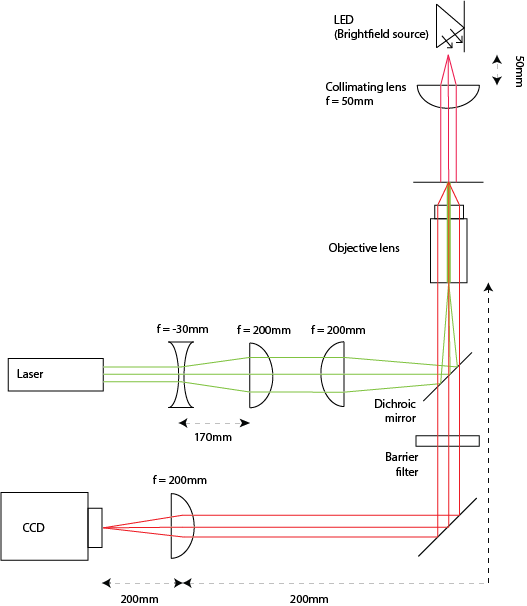 LED
(Brightfield source)
50mm
Collimating lens
f = 50mm
Objective lens
f = -30mm
f = 200mm
f = 200mm
Laser
Dichroic
mirror
170mm
Barrier
filter
f = 200mm
CCD
200mm
200mm